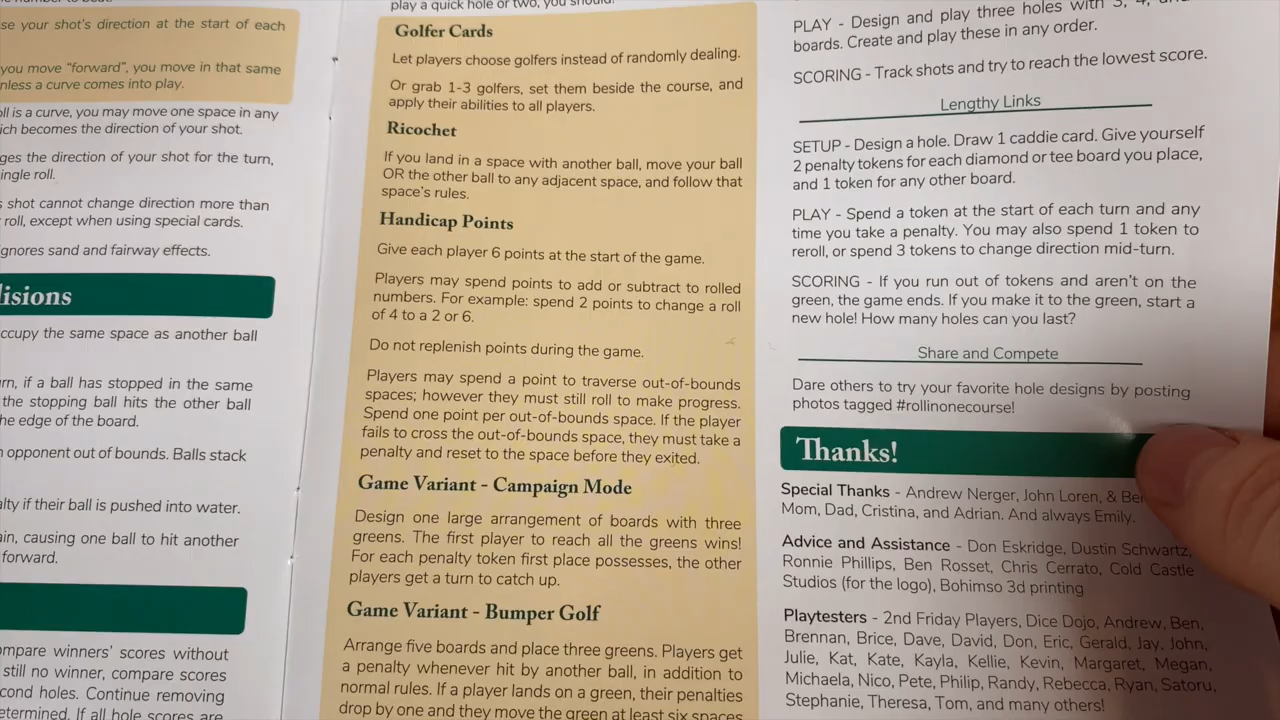 se your shot's direction at the start of each
you move "forward", you move in that same
nless a curve comes into play.
oll is a curve, you may move one space in any
ich becomes the direction of your shot.
ges the direction of your shot for the turn,
ingle roll.
shot cannot change direction more than
roll, except when using special cards.
gnores sand and fairway effects.
lisions
ccupy the same space as another ball
rn, if a ball has stopped in the same
the stopping ball hits the other ball
he edge of the board.
opponent out of bounds. Balls stack
alty if their ball is pushed into water.
ain, causing one ball to hit another
forward.
ompare winners' scores without
still no winner, compare scores
cond holes. Continue removing
etermined. If all hole scores are
play a quick hole or two, you should!
Golfer Cards
Let players choose golfers instead of randomly dealing.
Or grab 1-3 golfers, set them beside the course, and
apply their abilities to all players.
Ricochet
If you land in a space with another ball, move your ball
OR the other ball to any adjacent space, and follow that
space's rules.
Handicap Points
Give each player 6 points at the start of the game.
Players may spend points to add or subtract to rolled
numbers. For example: spend 2 points to change a roll
of 4 to a 2 or 6.
Do not replenish points during the game.
Players may spend a point to traverse out-of-bounds
spaces; however they must still roll to make progress.
Spend one point per out-of-bounds space. If the player
fails to cross the out-of-bounds space, they must take a
penalty and reset to the space before they exited.
Game Variant - Campaign Mode
Design one large arrangement of boards with three
greens. The first player to reach all the greens wins!
For each penalty token first place possesses, the other
players get a turn to catch up.
Game Variant - Bumper Golf
Arrange five boards and place three greens. Players get
a penalty whenever hit by another ball, in addition to
normal rules. If a player lands on a green, their penalties
drop by one and they move the green at least six spaces
PLAY - Design and play three holes with 3, 4, and
boards. Create and play these in any order.
SCORING - Track shots and try to reach the lowest score.
Lengthy Links
SETUP - Design a hole. Draw 1 caddie card. Give yourself
2 penalty tokens for each diamond or tee board you place,
and 1 token for any other board.
PLAY - Spend a token at the start of each turn and any
time you take a penalty. You may also spend 1 token to
reroll, or spend 3 tokens to change direction mid-turn.
SCORING - If you run out of tokens and aren't on the
green, the game ends. If you make it to the green, start a
new hole! How many holes can you last?
Share and Compete
Dare others to try your favorite hole designs by posting
photos tagged #rollinonecourse!
Thanks!
Special Thanks - Andrew Nerger, John Loren, & Be
Mom, Dad, Cristina, and Adrian. And always Emily.
Advice and Assistance - Don Eskridge, Dustin Schwartz,
Ronnie Phillips, Ben Rosset, Chris Cerrato, Cold Castle
Studios (for the logo), Bohimso 3d printing
Playtesters - 2nd Friday Players, Dice Dojo, Andrew, Ben,
Brennan, Brice, Dave, David, Don, Eric, Gerald, Jay, John,
Julie, Kat, Kate, Kayla, Kellie, Kevin, Margaret, Megan,
Michaela, Nico, Pete, Philip, Randy, Rebecca, Ryan, Satoru,
Stephanie, Theresa, Tom, and many others!